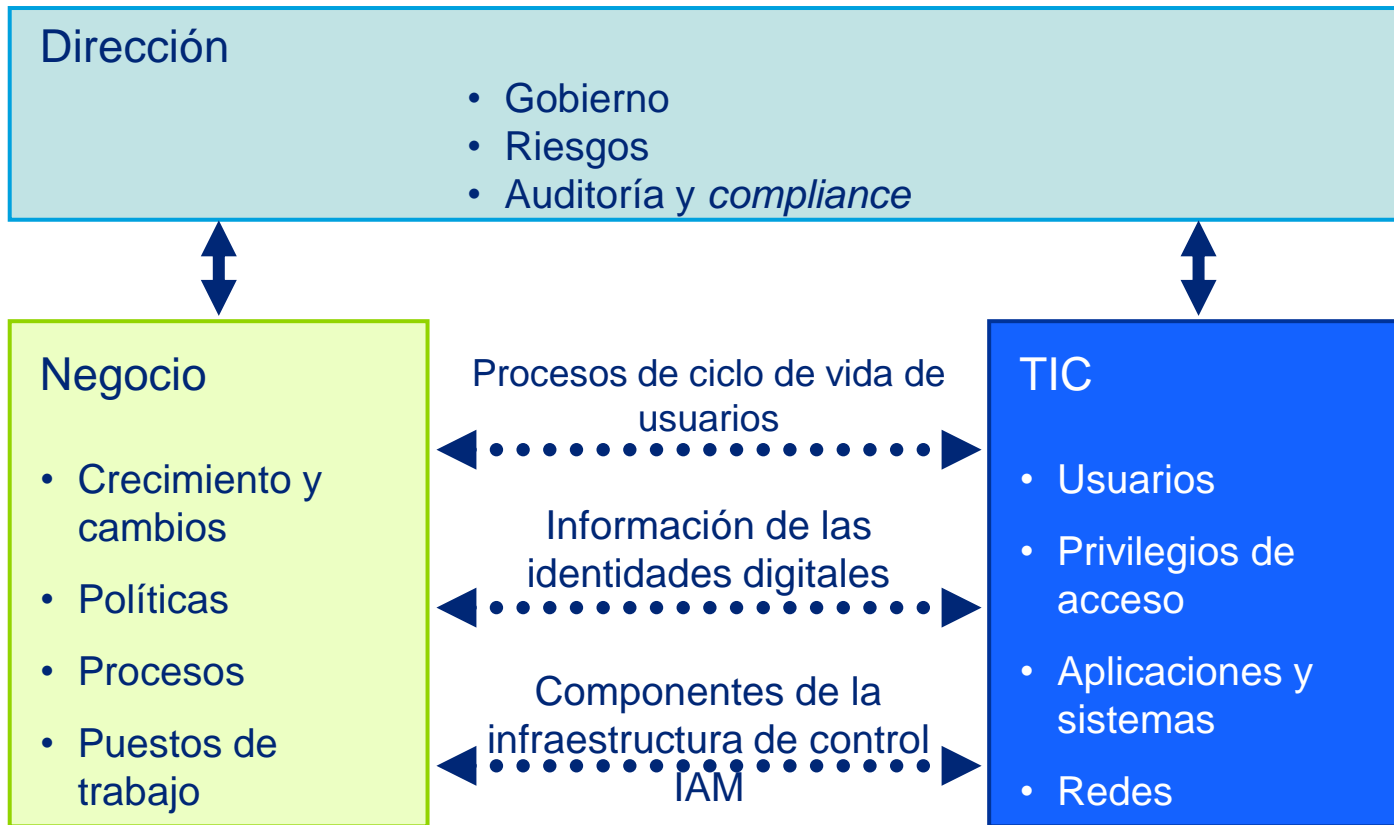 Dirección
• Gobierno
• Riesgos
• Auditoría y compliance
Negocio
• Crecimiento y
cambios
• Políticas
• Procesos
• Puestos de
trabajo
Procesos de ciclo de vida de
usuarios
Información de las
identidades digitales
Componentes de la
infraestructura de control
IAM
TIC
• Usuarios
• Privilegios de
acceso
• Aplicaciones y
sistemas
• Redes